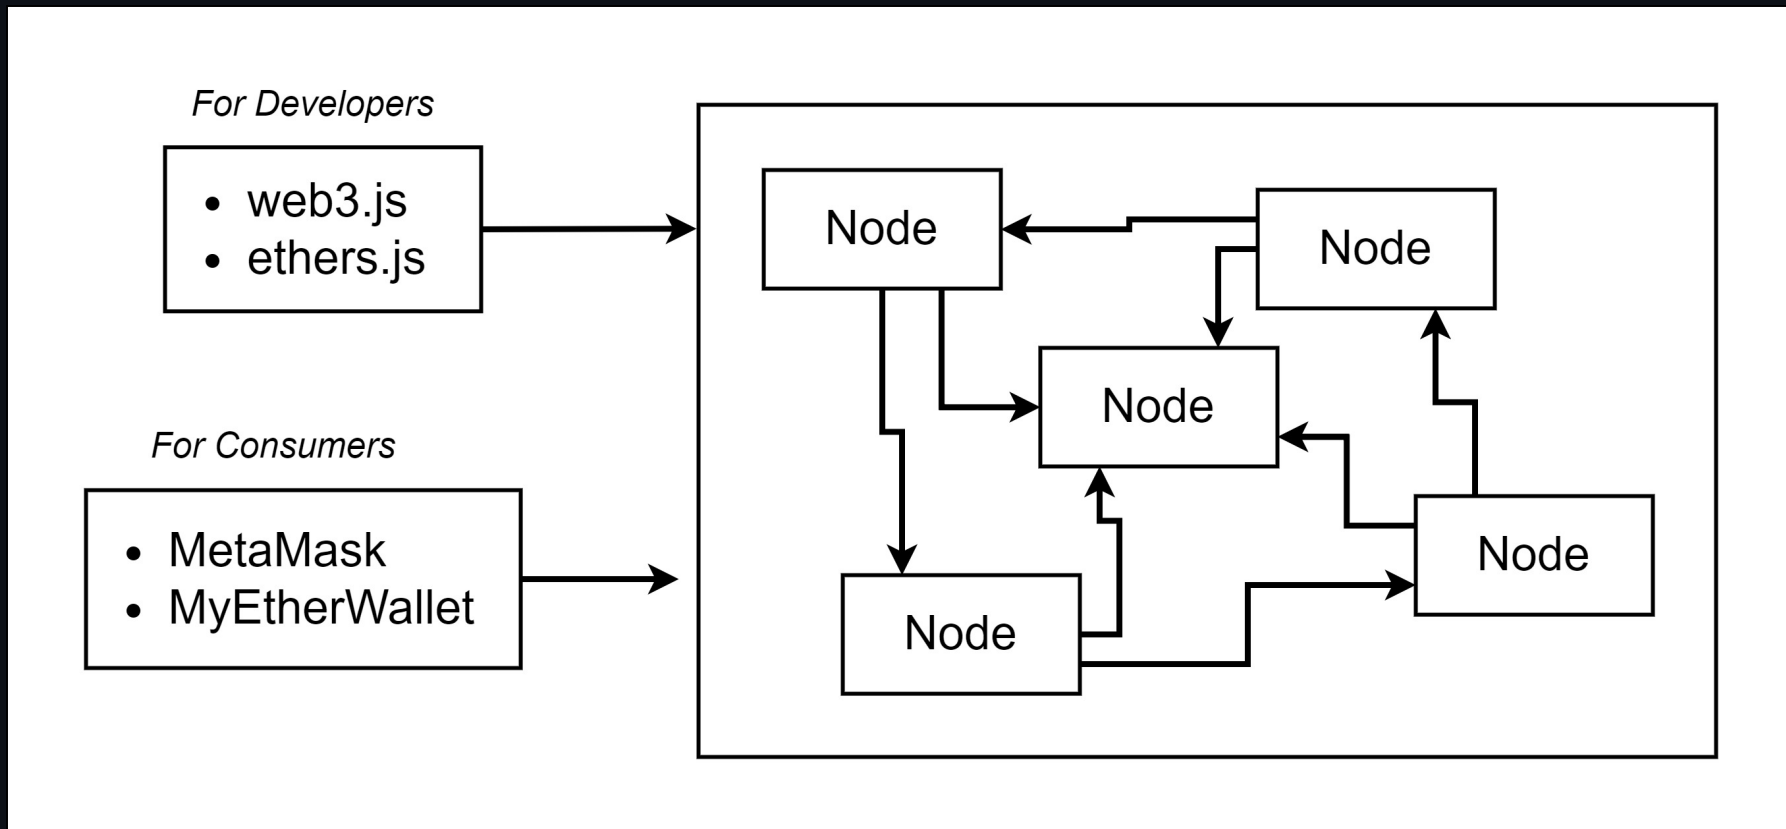 For Developers
• web3.js
• ethers.js
For Consumers
• MetaMask
• MyEtherWallet
Node
Node
Node
Node
Node